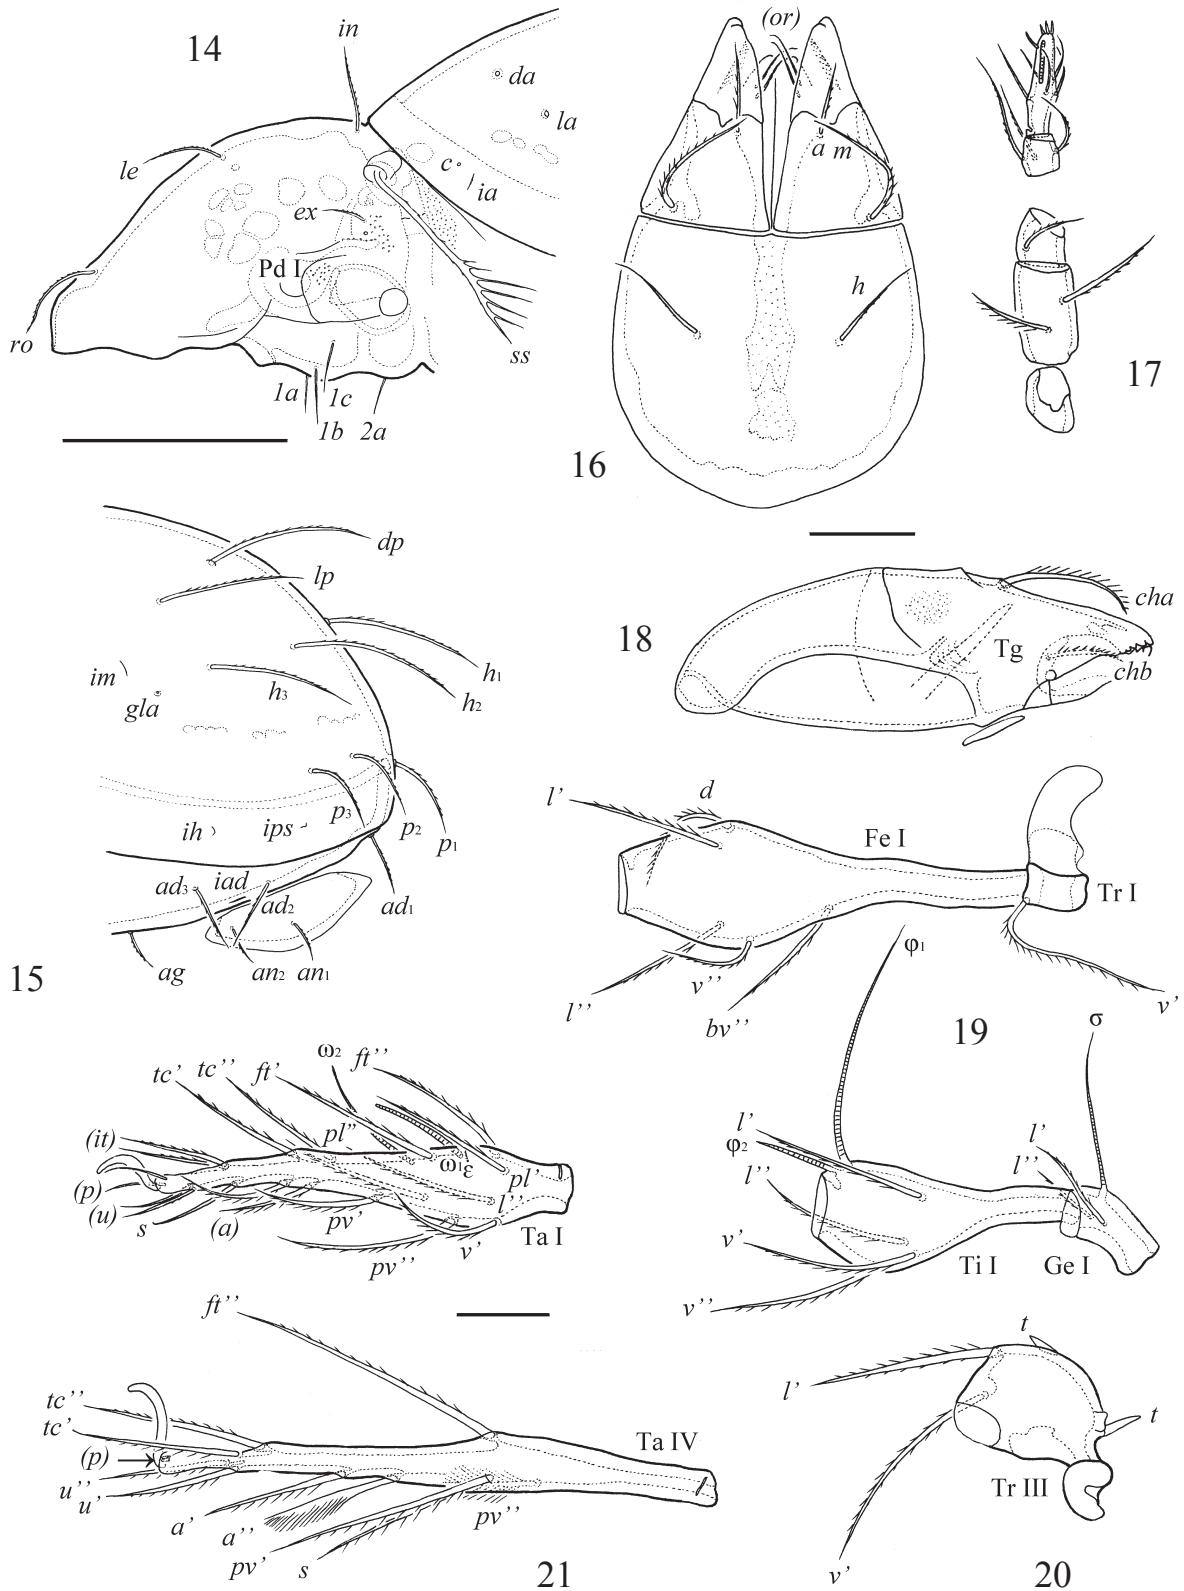 14
in
da
la
le
c
ia
ex
Pd I
ro
ss
1a
1c
1b
2a
(or)
a
m
h
16
17
dp
lp
h1
h2
h3
im
gla
p3
p2
p1
ih
ips
ad3
iad
ad2
ad1
ag
an2
an1
15
18
cha
Tg
chb
l’
d
Fe I
Tr I
l’’
v’’
bv’’
v’
φ1
19
σ
ω2
tc’
tc’’
ft’
ft’’
(it)
pl’’
(p)
ω1
ε
pl’
(u)
s
(a)
pv’
l’’
Ta I
v’
pv’’
l’
φ2
l’’
l’
l’’
v’
Ti I
Ge I
v’’
ft’’
tc’’
tc’
(p)
Ta IV
u’’
u’
a’
a’’
pv’
s
pv’’
21
t
l’
t
Tr III
v’
20